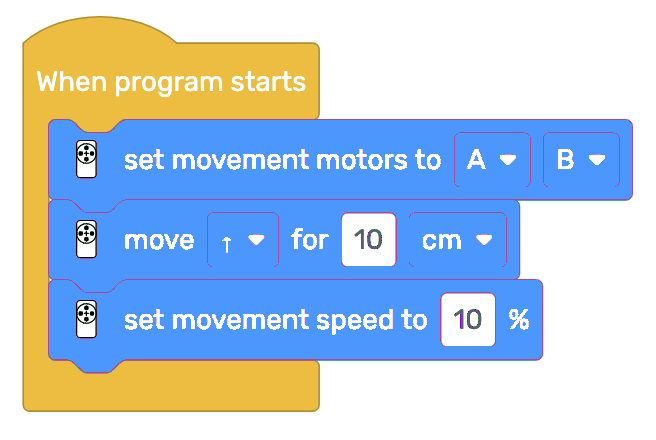 When program starts
set movement motors to A B
move ↑ for 10 cm
set movement speed to 10 %